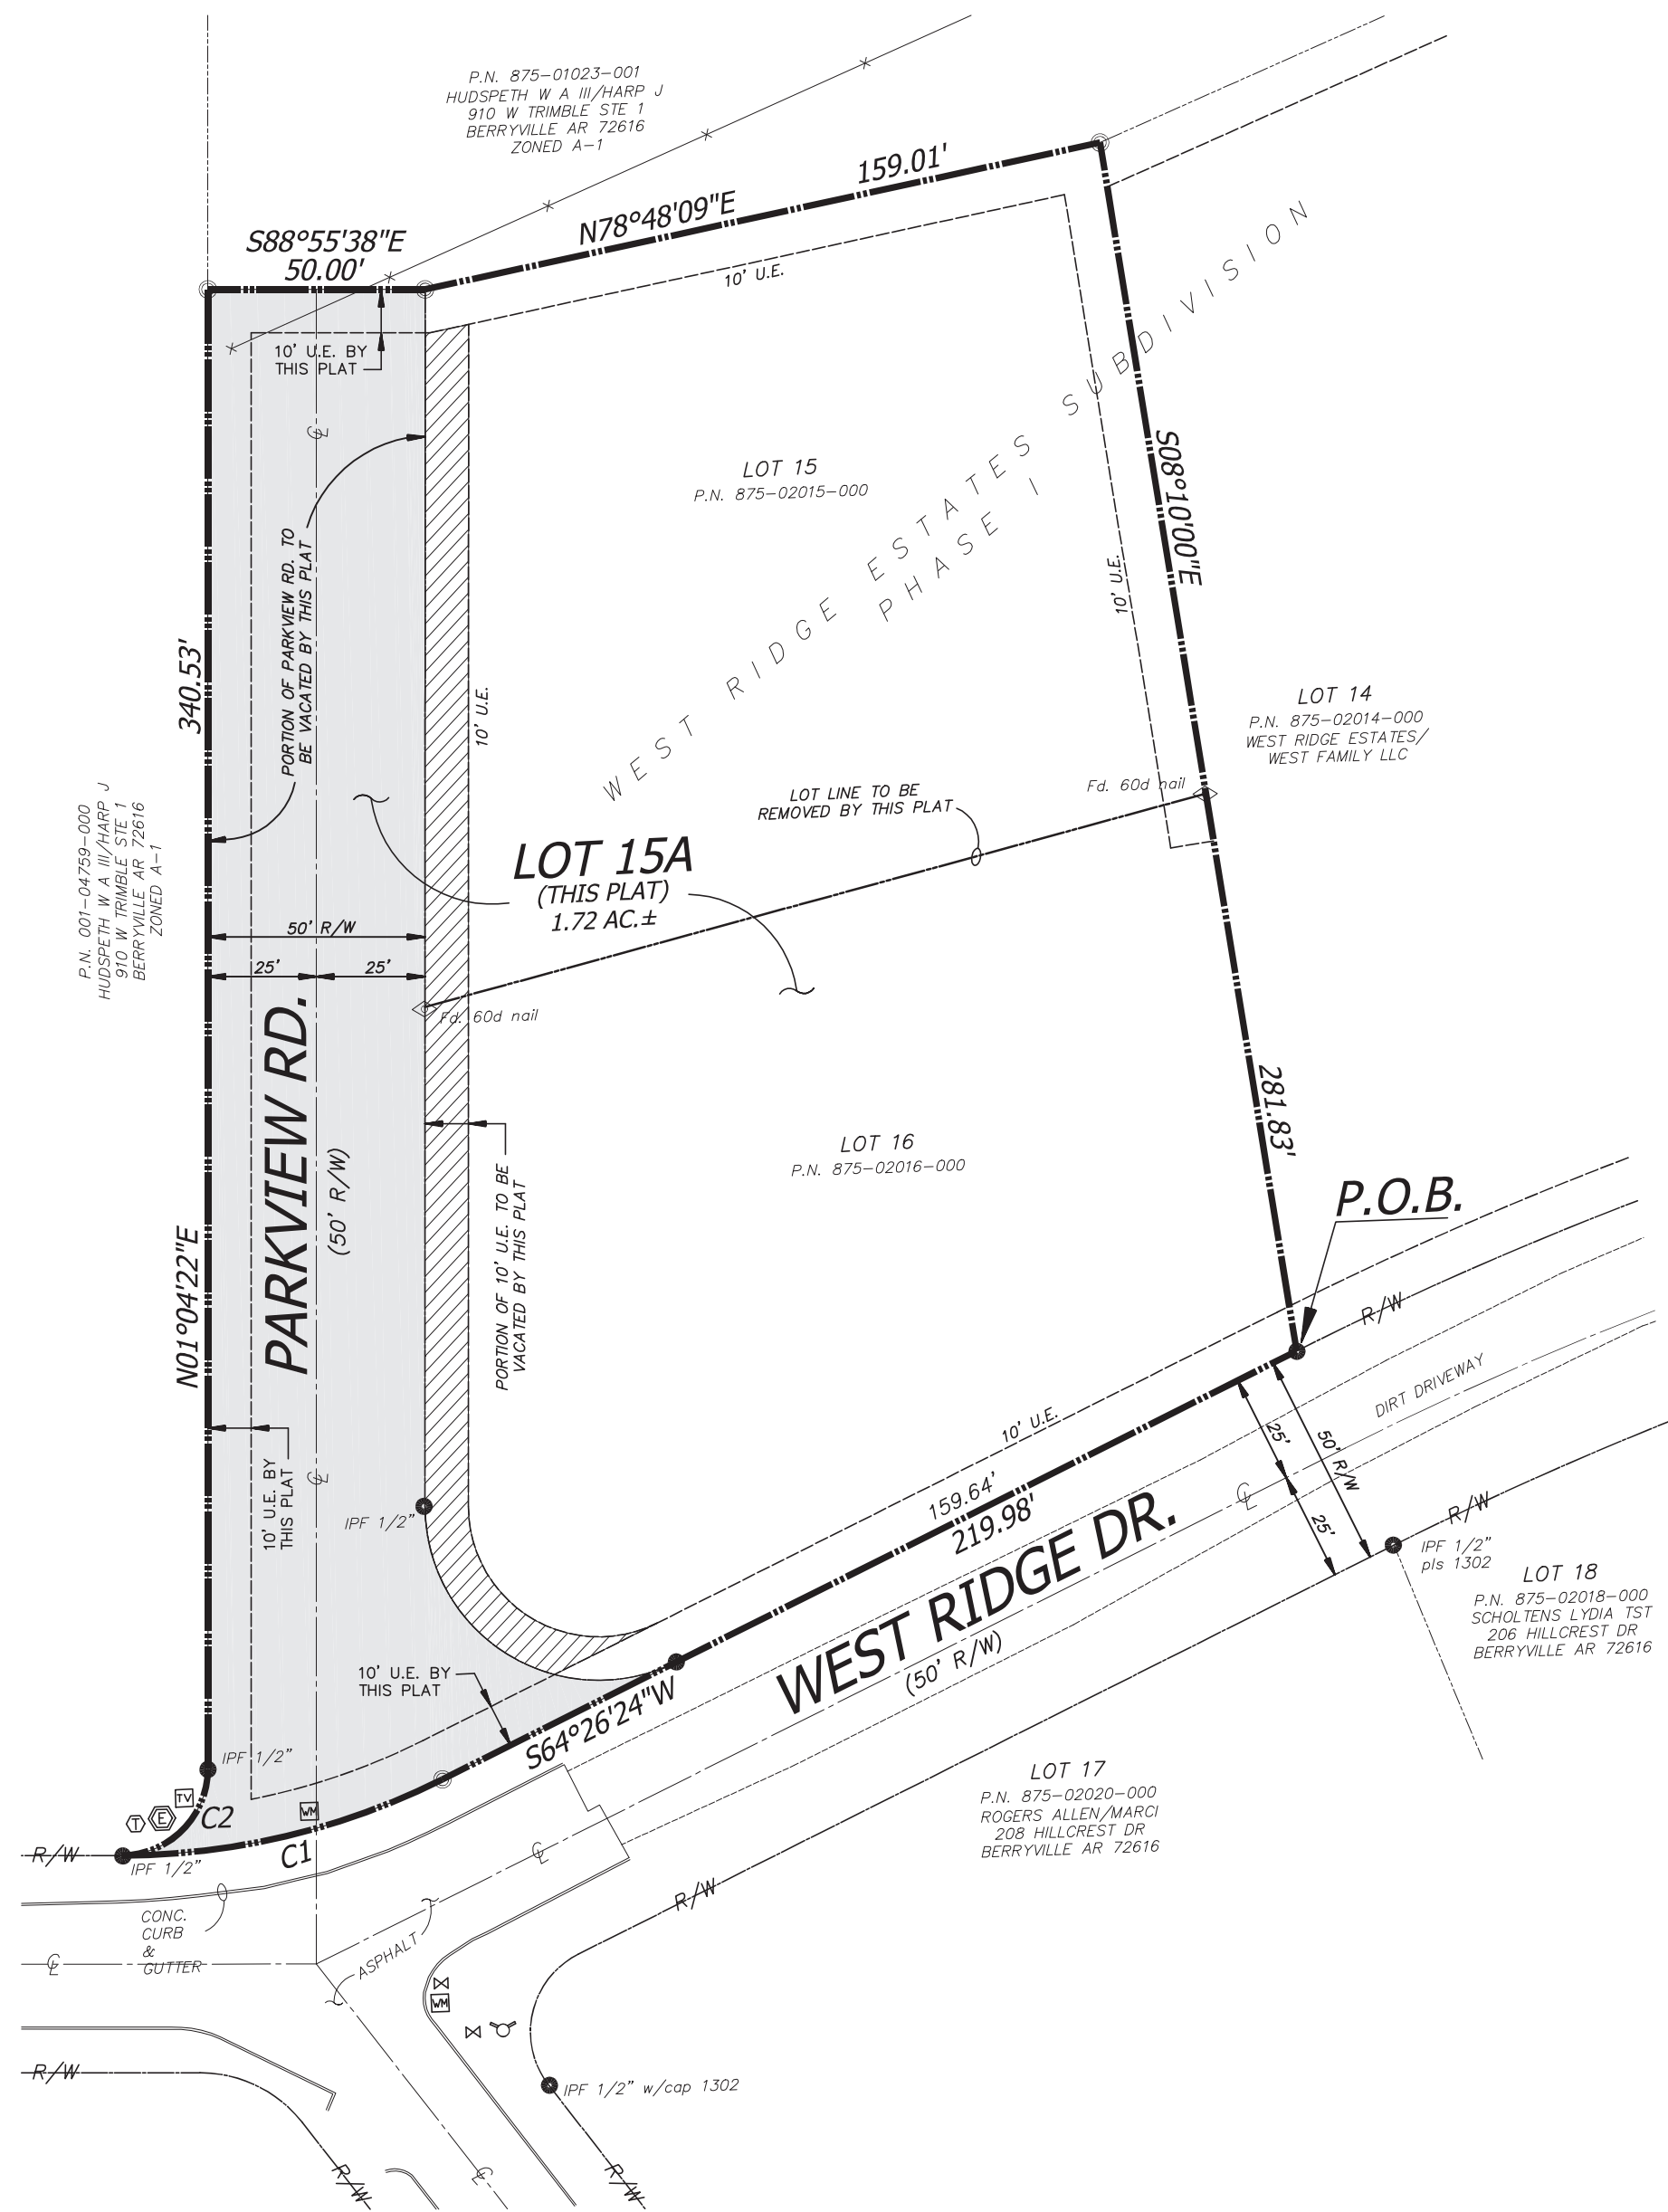 P.N. 875-01023-001
HUDSPETH W A III/HARP J
910 W TRIMBLE STE 1
BERRYVILLE AR 72616
ZONED A-1
159.01'
N78°48'09"E
S88°55'38"E
50.00'
10' U.E.
10' U.E. BY
THIS PLAT
WEST RIDGE ESTATES SUBDIVISION
PHASE I
LOT 15
P.N. 875-02015-000
S08°10'00"E
10' U.E.
PORTION OF PARKVIEW RD. TO
BE VACATED BY THIS PLAT
340.53'
10' U.E.
LOT 14
P.N. 875-02014-000
WEST RIDGE ESTATES/
WEST FAMILY LLC
Fd. 60d nail
LOT LINE TO BE
REMOVED BY THIS PLAT
P.N. 001-04759-000
HUDSPETH W A III/HARP J
910 W TRIMBLE STE 1
BERRYVILLE AR 72616
ZONED A-1
LOT 15A
(THIS PLAT)
1.72 AC.±
50' R/W
25'
25'
Fd. 60d nail
PARKVIEW RD.
(50' R/W)
LOT 16
P.N. 875-02016-000
281.83'
PORTION OF 10' U.E. TO BE
VACATED BY THIS PLAT
P.O.B.
N01°04'22"E
R/W
DIRT DRIVEWAY
10' U.E.
25'
50' R/W
25'
℄
℄
10' U.E. BY
THIS PLAT
159.64'
219.98'
℄
IPF 1/2"
R/W
IPF 1/2"
pls 1302
LOT 18
P.N. 875-02018-000
SCHOLTENS LYDIA TST
206 HILLCREST DR
BERRYVILLE AR 72616
WEST RIDGE DR.
(50' R/W)
10' U.E. BY
THIS PLAT
S64°26'24"W
IPF 1/2"
TV
T
E
C2
WM
C1
R/W
IPF 1/2"
LOT 17
P.N. 875-02020-000
ROGERS ALLEN/MARCI
208 HILLCREST DR
BERRYVILLE AR 72616
℄
R/W
CONC.
CURB
&
GUTTER
℄
ASPHALT
WM
R/W
IPF 1/2" w/cap 1302
R/W
℄
R/W